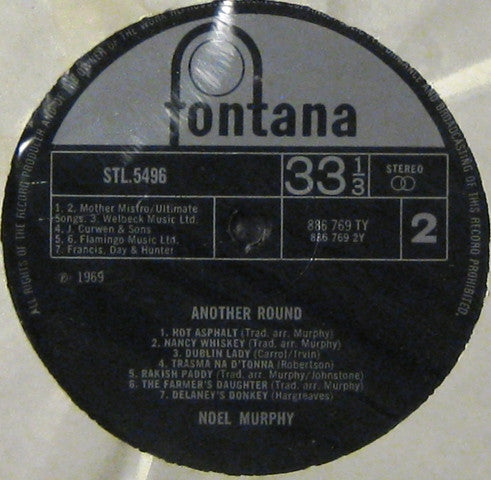 ALL RIGHTS OF THE RECORD PRODUCER AND OF THE OWNER OF THE WORK
PERFORMANCE AND BROADCASTING OF THIS RECORD PROHIBITED.
fontana
STL.5496
33 1/3
STEREO
1. 2. Mother Mistro/Ultimate
Songs. 3. Welbeck Music Ltd.
4. J. Curwen & Sons
5. 6. Flamingo Music Ltd.
7. Francis, Day & Hunter
886 769 TY
886 769 2Y
2
℗ 1969
ANOTHER ROUND
1. HOT ASPHALT (Trad. arr. Murphy)
2. NANCY WHISKEY (Trad. arr. Murphy)
3. DUBLIN LADY (Carrol/Irvin)
4. TRASMA NA D'TONNA (Robertson)
5. RAKISH PADDY (Trad. arr. Murphy/Johnstone)
6. THE FARMER'S DAUGHTER (Trad. arr. Murphy)
7. DELANEY'S DONKEY (Hargreaves)
NOEL MURPHY